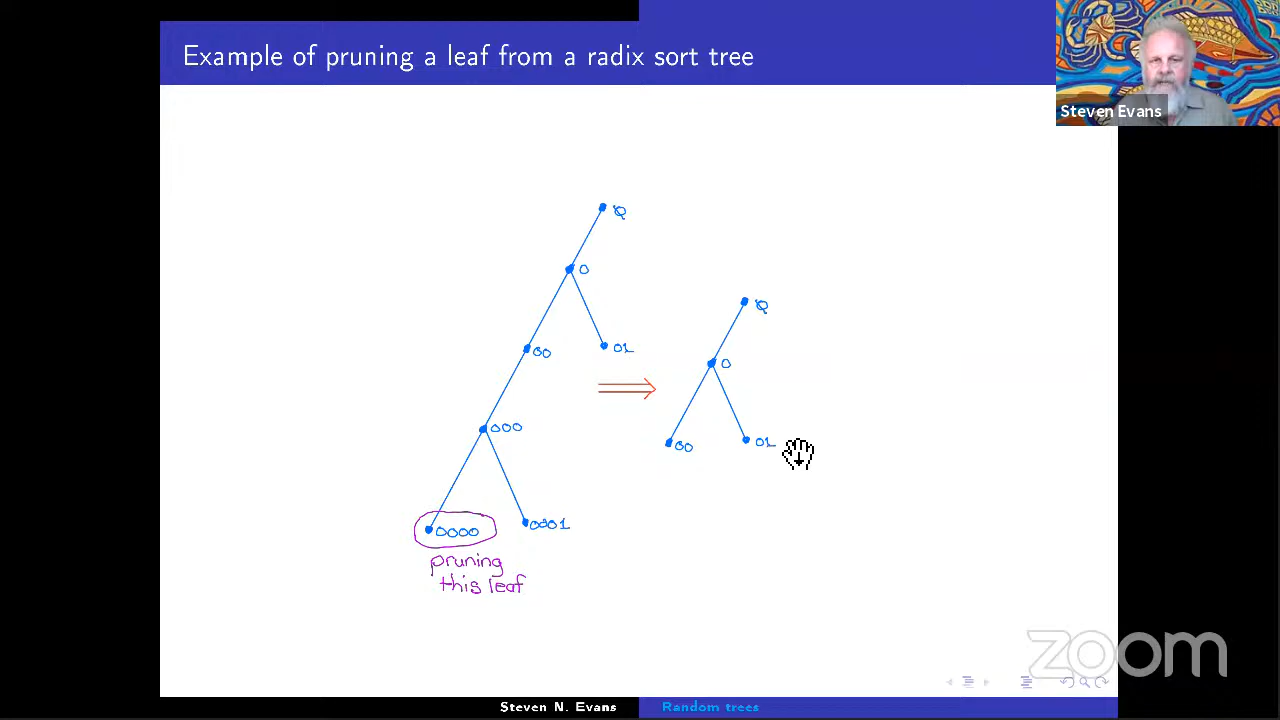 Example of pruning a leaf from a radix sort tree
Steven Evans
∅
0
00
01
000
0000
0001
pruning
this leaf
∅
0
00
01
zoom
Steven N. Evans
Random trees